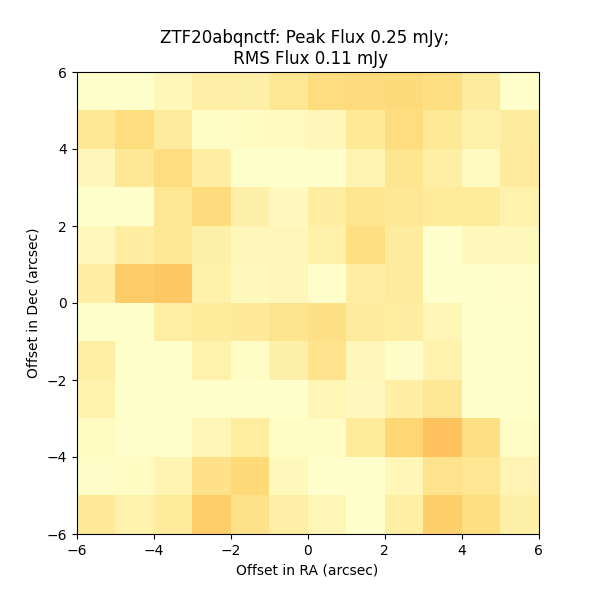 ZTF20abqnctf: Peak Flux 0.25 mJy;
RMS Flux 0.11 mJy
6
4
2
0
−2
−4
−6
Offset in Dec (arcsec)
−6 −4 −2 0 2 4 6
Offset in RA (arcsec)